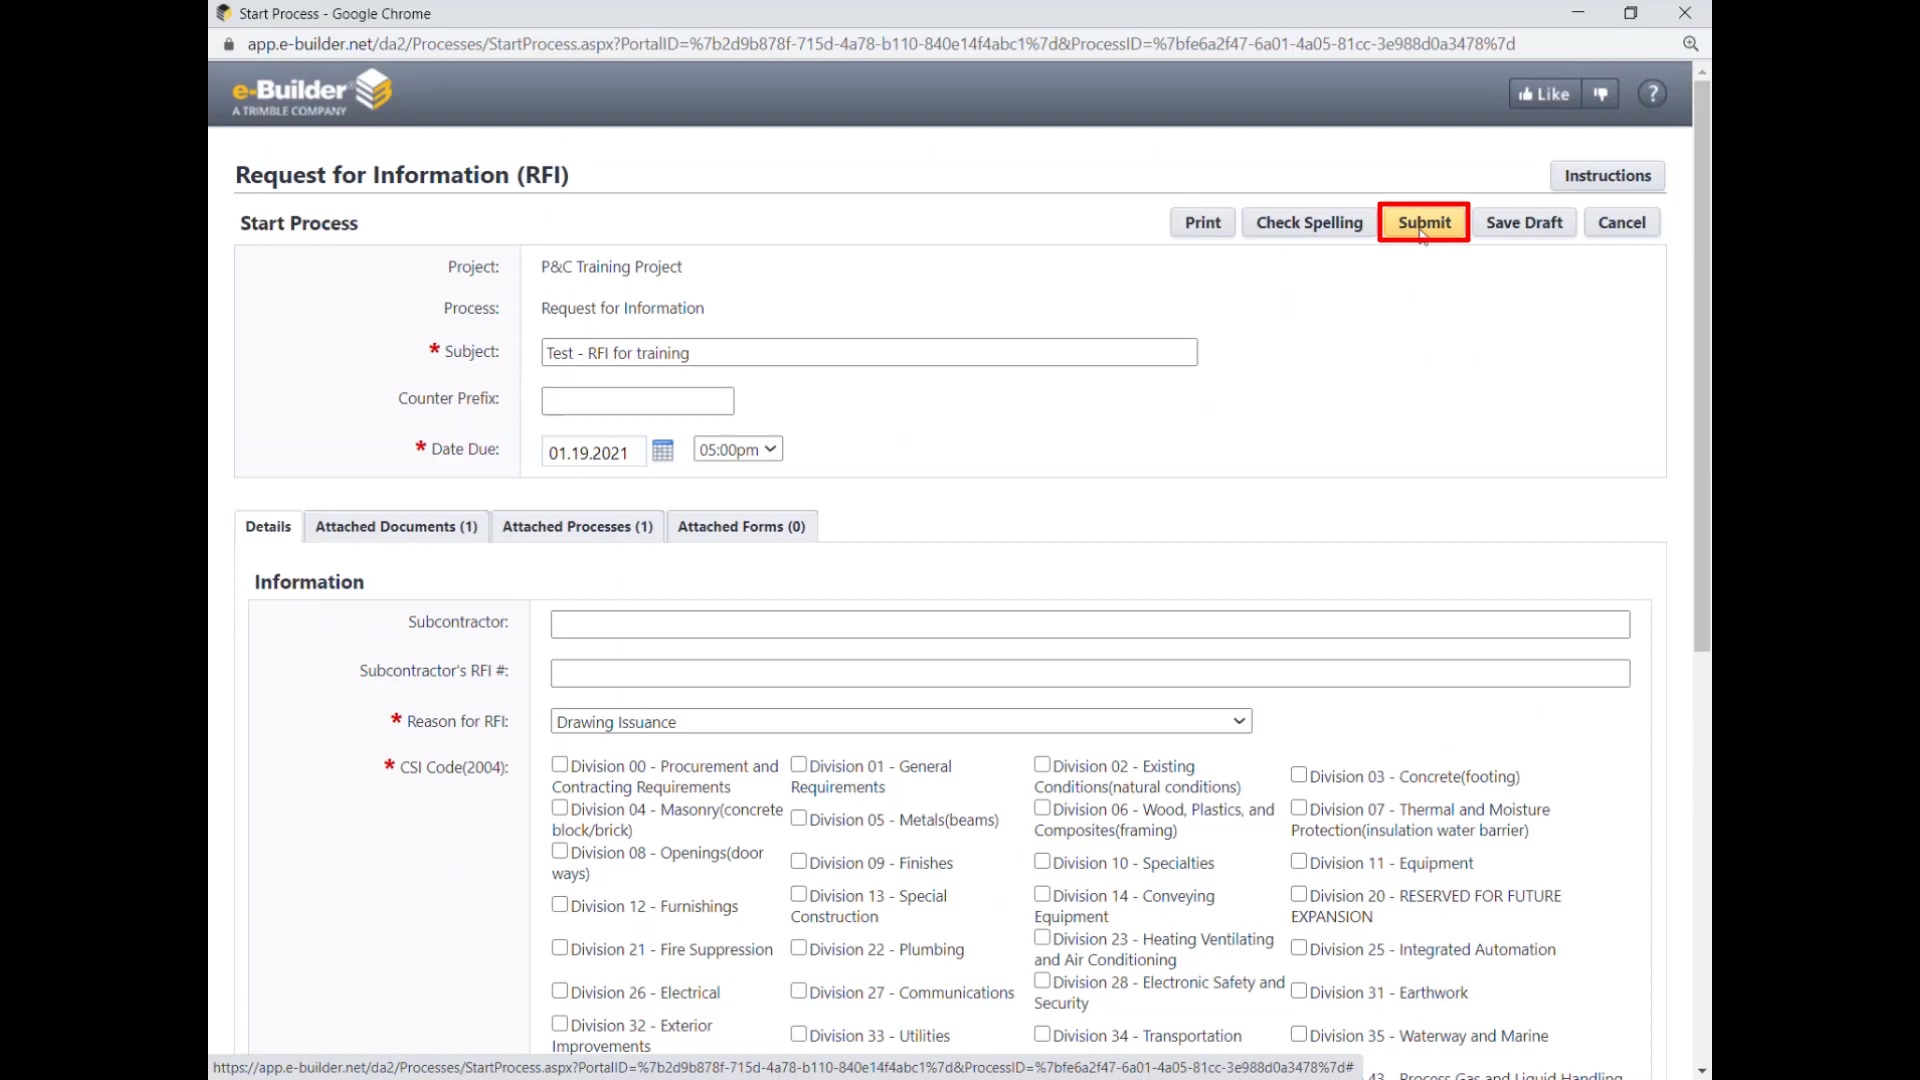 Start Process - Google Chrome
app.e-builder.net/da2/Processes/StartProcess.aspx?PortalID=%7b2d9b878f-715d-4a78-b110-840e14f4abc1%7d&ProcessID=%7bfe6a2f47-6a01-4a05-81cc-3e988d0a3478%7d
e-Builder
A TRIMBLE COMPANY
Like
?
Request for Information (RFI)
Instructions
Start Process
Print Check Spelling Submit Save Draft Cancel
Project: P&C Training Project
Process: Request for Information
* Subject: Test - RFI for training
Counter Prefix:
* Date Due: 01.19.2021 05:00pm
Details Attached Documents (1) Attached Processes (1) Attached Forms (0)
Information
Subcontractor:
Subcontractor's RFI #:
* Reason for RFI: Drawing Issuance
* CSI Code(2004):
Division 00 - Procurement and Contracting Requirements
Division 01 - General Requirements
Division 02 - Existing Conditions(natural conditions)
Division 03 - Concrete(footing)
Division 04 - Masonry(concrete block/brick)
Division 05 - Metals(beams)
Division 06 - Wood, Plastics, and Composites(framing)
Division 07 - Thermal and Moisture Protection(insulation water barrier)
Division 08 - Openings(door ways)
Division 09 - Finishes
Division 10 - Specialties
Division 11 - Equipment
Division 12 - Furnishings
Division 13 - Special Construction
Division 14 - Conveying Equipment
Division 20 - RESERVED FOR FUTURE EXPANSION
Division 21 - Fire Suppression
Division 22 - Plumbing
Division 23 - Heating Ventilating and Air Conditioning
Division 25 - Integrated Automation
Division 26 - Electrical
Division 27 - Communications
Division 28 - Electronic Safety and Security
Division 31 - Earthwork
Division 32 - Exterior Improvements
Division 33 - Utilities
Division 34 - Transportation
Division 35 - Waterway and Marine
43 - Process Gas and Liquid Handling
https://app.e-builder.net/da2/Processes/StartProcess.aspx?PortalID=%7b2d9b878f-715d-4a78-b110-840e14f4abc1%7d&ProcessID=%7bfe6a2f47-6a01-4a05-81cc-3e988d0a3478%7d#